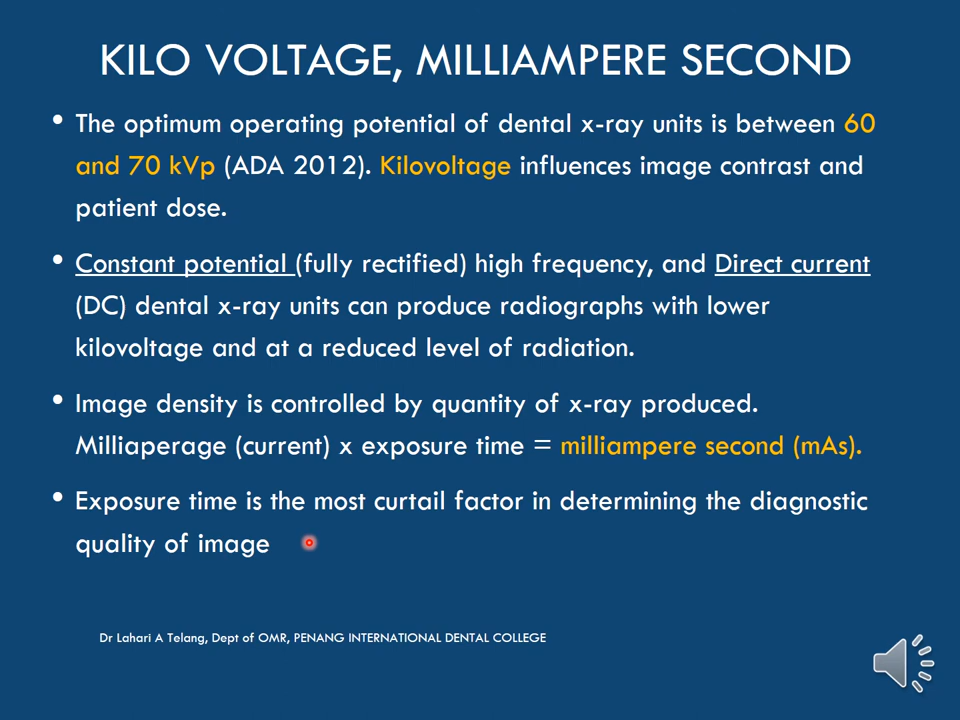 KILO VOLTAGE, MILLIAMPERE SECOND
• The optimum operating potential of dental x-ray units is between 60
and 70 kVp (ADA 2012). Kilovoltage influences image contrast and
patient dose.
• Constant potential (fully rectified) high frequency, and Direct current
(DC) dental x-ray units can produce radiographs with lower
kilovoltage and at a reduced level of radiation.
• Image density is controlled by quantity of x-ray produced.
Milliaperage (current) x exposure time = milliampere second (mAs).
• Exposure time is the most curtail factor in determining the diagnostic
quality of image
Dr Lahari A Telang, Dept of OMR, PENANG INTERNATIONAL DENTAL COLLEGE